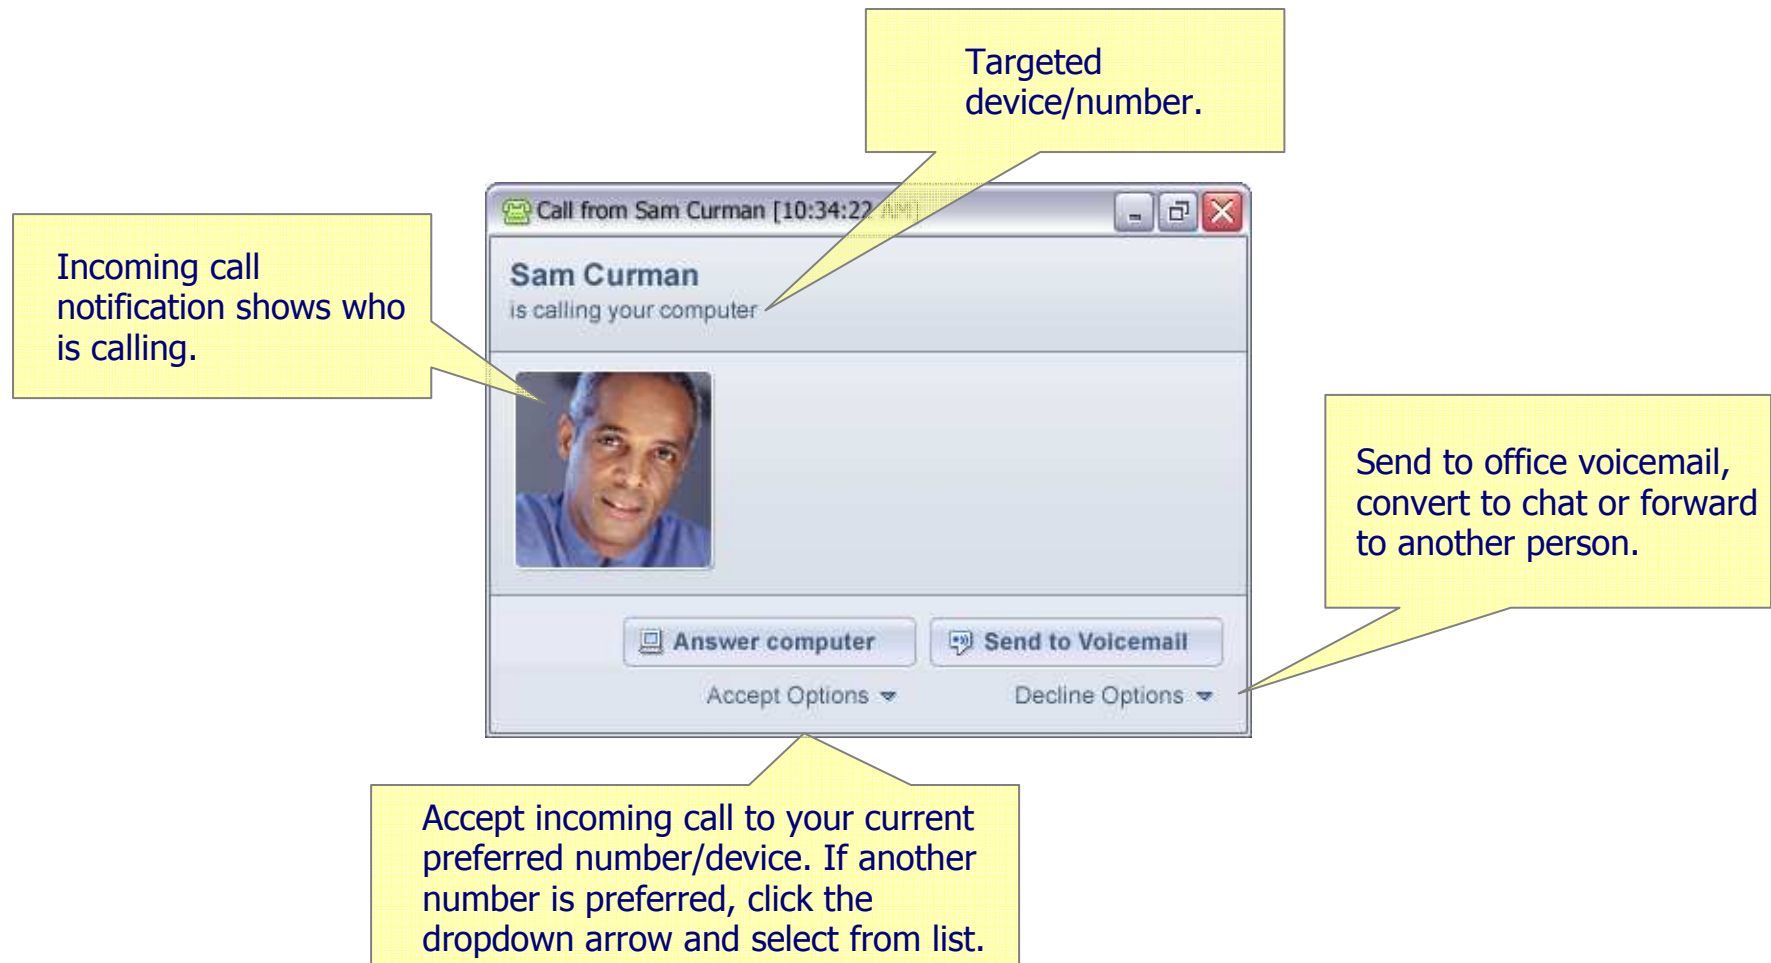 Targeted
device/number.
Call from Sam Curman [10:34:22 AM]
Incoming call
notification shows who
is calling.
Sam Curman
is calling your computer
Send to office voicemail,
convert to chat or forward
to another person.
Answer computer
Send to Voicemail
Accept Options
Decline Options
Accept incoming call to your current
preferred number/device. If another
number is preferred, click the
dropdown arrow and select from list.